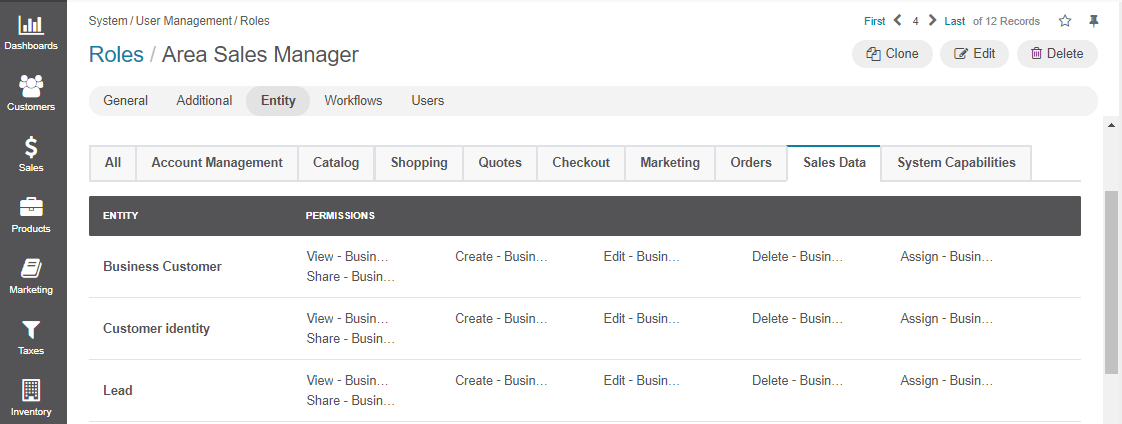 Dashboards
Customers
Sales
Products
Marketing
Taxes
Inventory
System / User Management / Roles
First 4 Last of 12 Records
Roles / Area Sales Manager
Clone Edit Delete
General Additional Entity Workflows Users
All Account Management Catalog Shopping Quotes Checkout Marketing Orders Sales Data System Capabilities
ENTITY PERMISSIONS
Business Customer
View - Busin... Create - Busin... Edit - Busin... Delete - Busin... Assign - Busin...
Share - Busin...
Customer identity
View - Busin... Create - Busin... Edit - Busin... Delete - Busin... Assign - Busin...
Share - Busin...
Lead
View - Busin... Create - Busin... Edit - Busin... Delete - Busin... Assign - Busin...
Share - Busin...